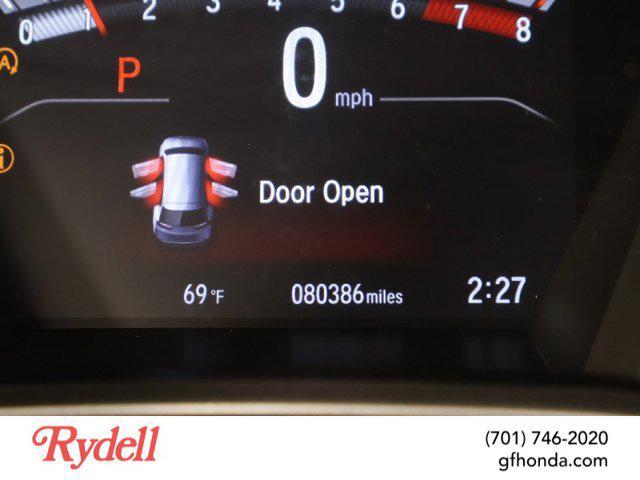 0 1 2 3 4 5 6 7 8
A
P
0 mph
i
Door Open
69°F 080386 miles 2:27
Rydell
(701) 746-2020
gfhonda.com